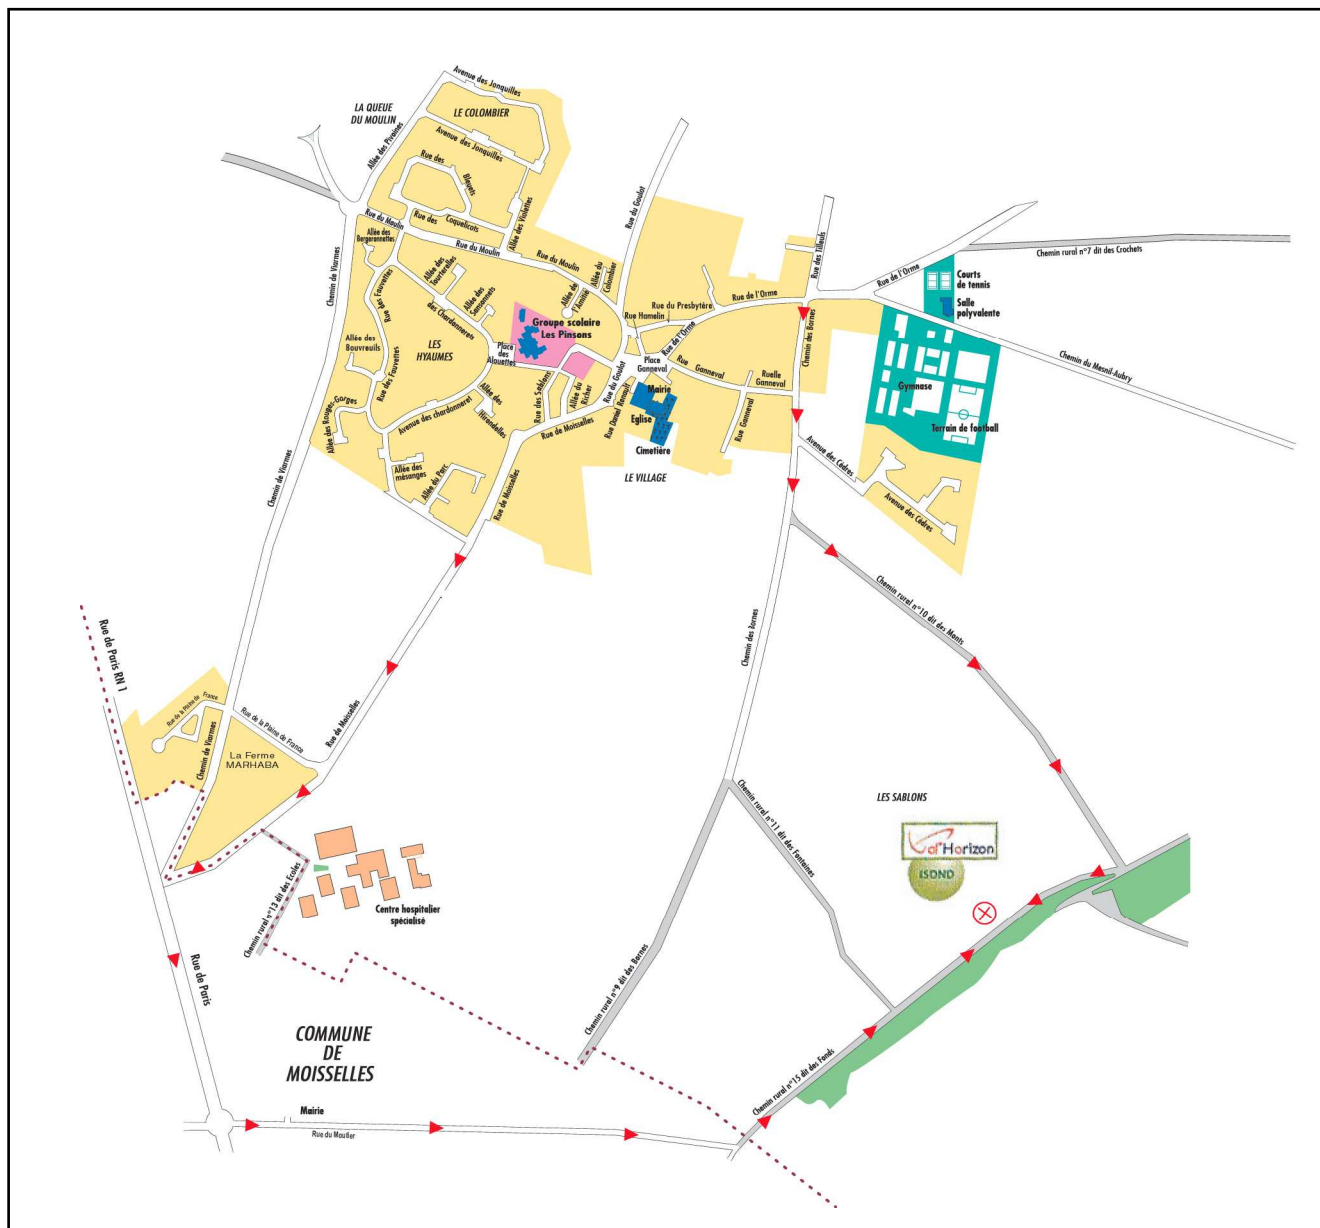 Avenue des Jonquilles
LA QUEUE
DU MOULIN
LE COLOMBIER
Allée des Pivoines
Avenue des Jonquilles
Rue des
Bleuets
Rue du Moulin
Rue des
Coquelicots
Allée des Violettes
Rue du Goulot
Rue des Tilleuls
Allée des
Bergeronnettes
Rue du Moulin
Rue du Moulin
Allée du
Colombier
Allée de
l'Amitié
Rue de l'Orme
Chemin rural n°7 dit des Crochets
Courts
de tennis
Salle
polyvalente
Chemin de Viarmes
Rue des Fauvettes
Allée des
Tourterelles
Allée des
Sansonnets
des Chardonnerets
Groupe scolaire
Les Pinsons
Rue du Presbytère
Rue Hamelin
Rue de l'Orme
Rue de l'Orme
Chemin des Bornes
Chemin du Mesnil-Aubry
Allée des
Bouvreuils
LES
HYAUMES
Place
des
Alouettes
Place
Ganneval
Rue Ganneval
Ruelle
Ganneval
Gymnase
Terrain de football
Rue des Fauvettes
Allée des Rouges-Gorges
Avenue des chardonneret
Allée des
Hirondelles
Rue des Sablons
Allée du
Richer
Rue du Goulot
Rue Daniel Renault
Mairie
Eglise
Cimetière
Rue Ganneval
Rue de Moisselles
LE VILLAGE
Avenue des Cèdres
Avenue des Cèdres
Allée des
mésanges
Allée du Parc
Rue de Moisselles
Chemin de Viarmes
Chemin rural n°10 dit des Monts
Chemin des Bornes
Rue de Paris RN 1
Rue de la Plaine de France
Rue de la Plaine de France
Rue de Moisselles
Chemin de Viarmes
La Ferme
MARHABA
Chemin rural n°11 dit des Fontaines
LES SABLONS
Val'Horizon
ISDND
Chemin rural n°13 dit des Ecoles
Centre hospitalier
spécialisé
Rue de Paris
Chemin rural n°9 dit des Bornes
COMMUNE
DE
MOISSELLES
Chemin rural n°15 dit des Fonds
Mairie
Rue du Moutier